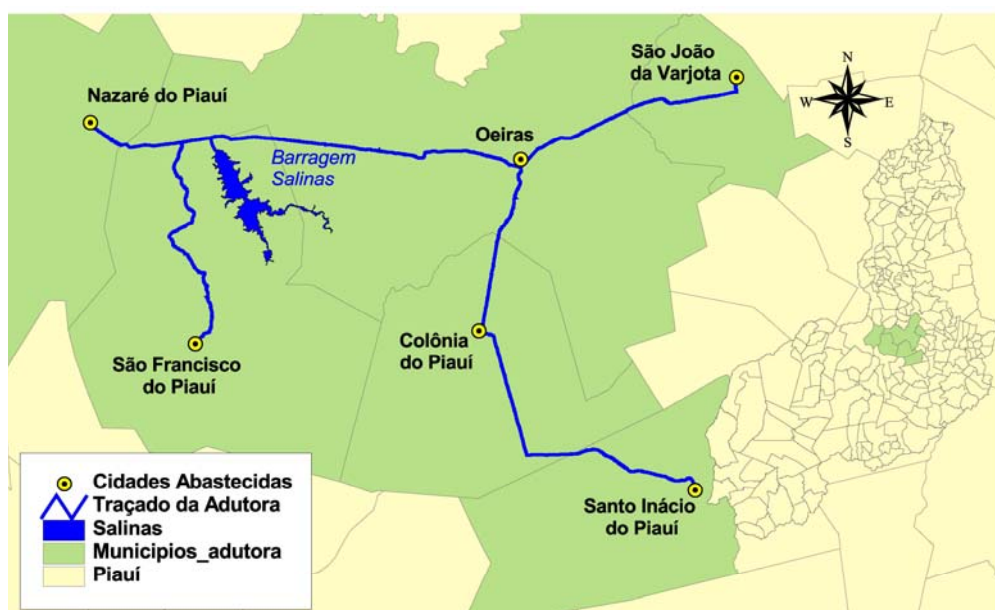 São João
da Varjota
Nazaré do Piauí
Oeiras
Barragem
Salinas
N
W
E
S
São Francisco
do Piauí
Colônia
do Piauí
Santo Inácio
do Piauí
Cidades Abastecidas
Traçado da Adutora
Salinas
Municipios_adutora
Piauí